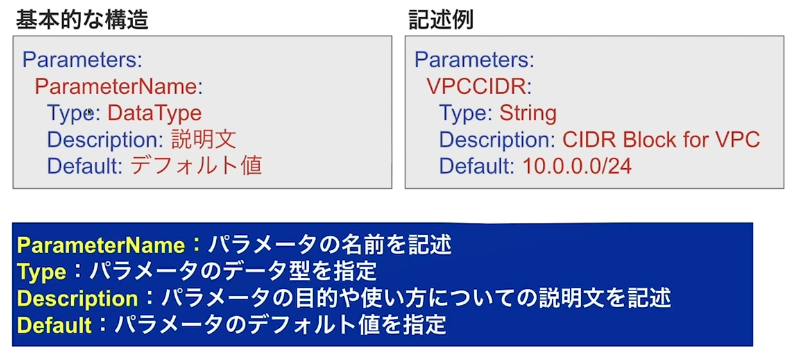 基本的な構造
Parameters:
ParameterName:
Type: DataType
Description: 説明文
Default: デフォルト値
記述例
Parameters:
VPCCIDR:
Type: String
Description: CIDR Block for VPC
Default: 10.0.0.0/24
ParameterName：パラメータの名前を記述
Type：パラメータのデータ型を指定
Description：パラメータの目的や使い方についての説明文を記述
Default：パラメータのデフォルト値を指定